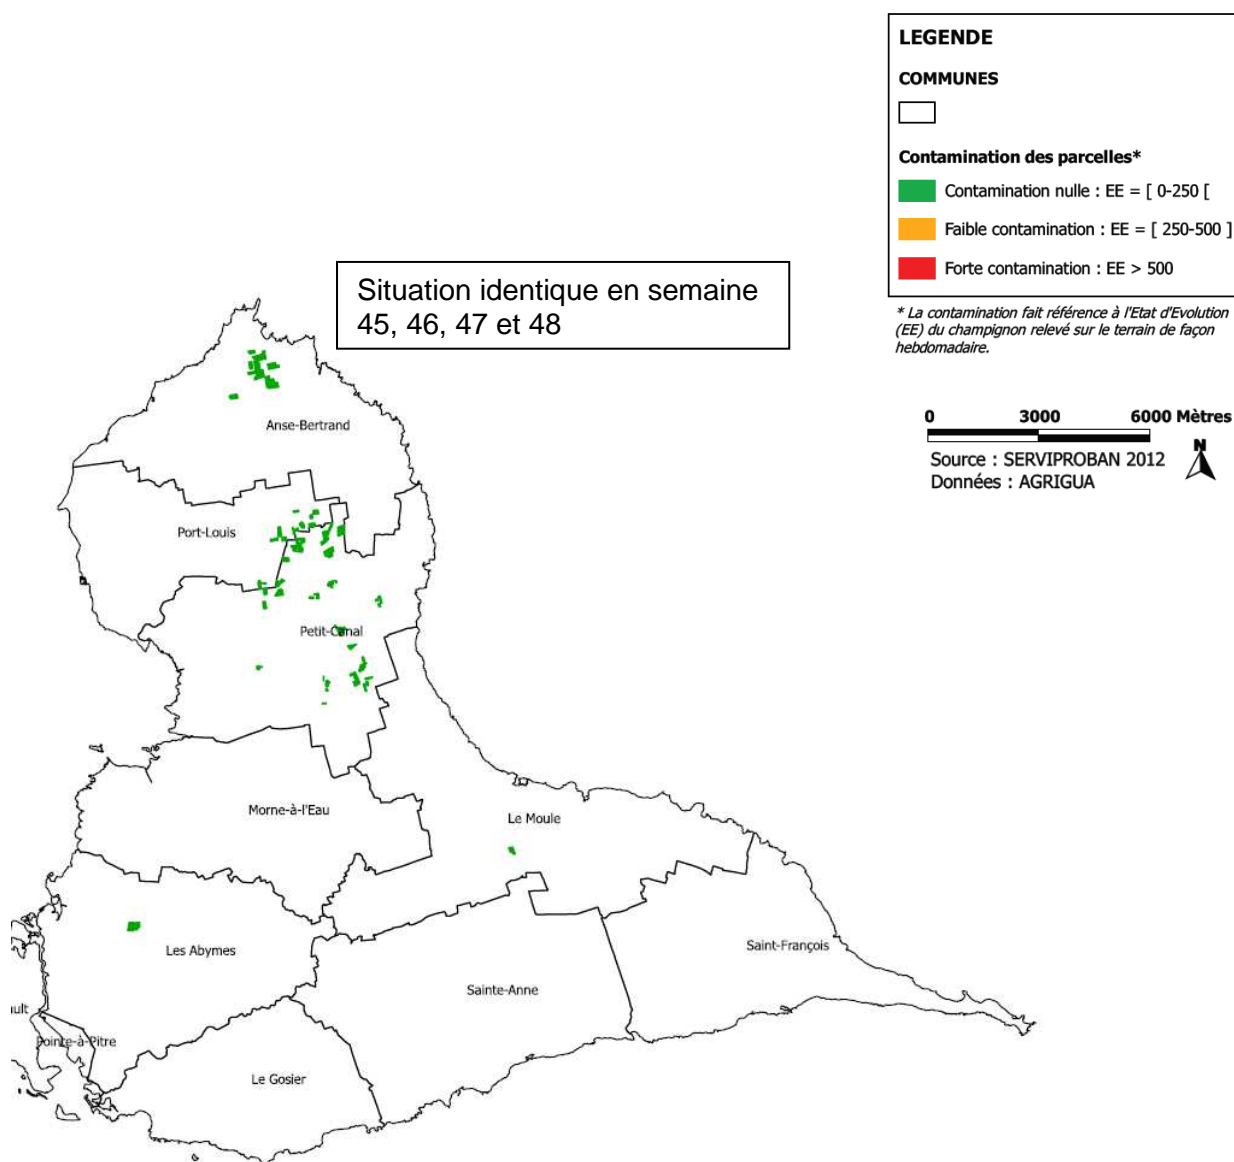 LEGENDE
COMMUNES
Contamination des parcelles*
Contamination nulle : EE = [ 0-250 [
Faible contamination : EE = [ 250-500 ]
Forte contamination : EE > 500
* La contamination fait référence à l'Etat d'Evolution
(EE) du champignon relevé sur le terrain de façon
hebdomadaire.
Situation identique en semaine
45, 46, 47 et 48
0 3000 6000 Mètres
Source : SERVIPROBAN 2012
Données : AGRIGUA
N
Anse-Bertrand
Port-Louis
Petit-Canal
Morne-à-l'Eau
Le Moule
Les Abymes
Saint-François
Sainte-Anne
ault
Pointe-à-Pitre
Le Gosier